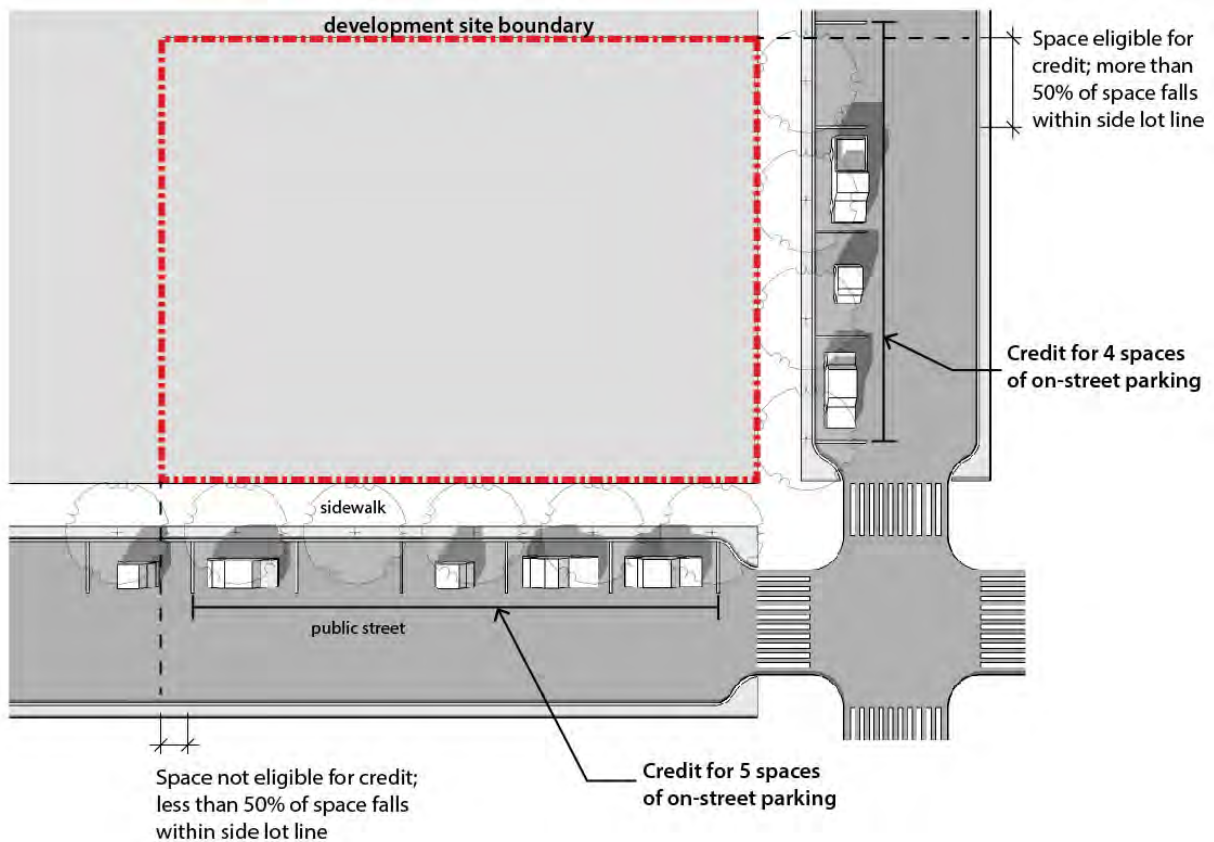 development site boundary
Space eligible for
credit; more than
50% of space falls
within side lot line
Credit for 4 spaces
of on-street parking
sidewalk
public street
Credit for 5 spaces
of on-street parking
Space not eligible for credit;
less than 50% of space falls
within side lot line